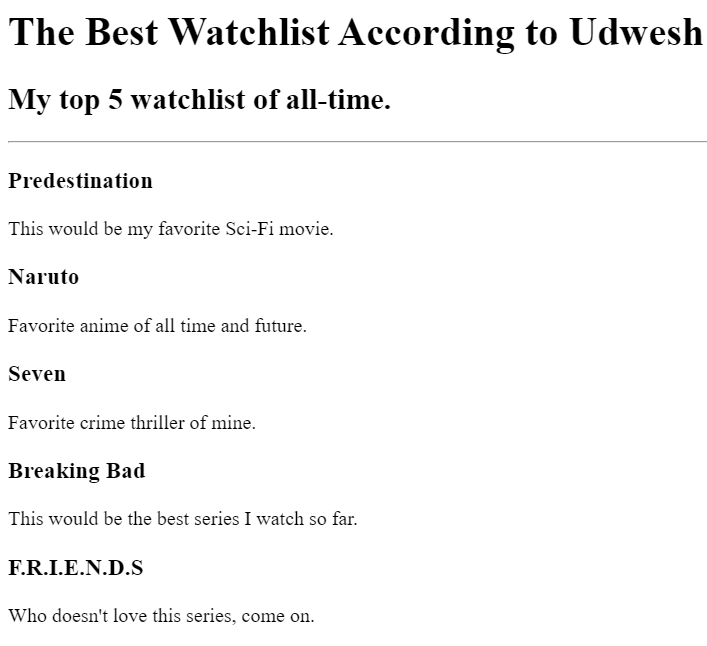 The Best Watchlist According to Udwesh
My top 5 watchlist of all-time.
Predestination
This would be my favorite Sci-Fi movie.
Naruto
Favorite anime of all time and future.
Seven
Favorite crime thriller of mine.
Breaking Bad
This would be the best series I watch so far.
F.R.I.E.N.D.S
Who doesn't love this series, come on.